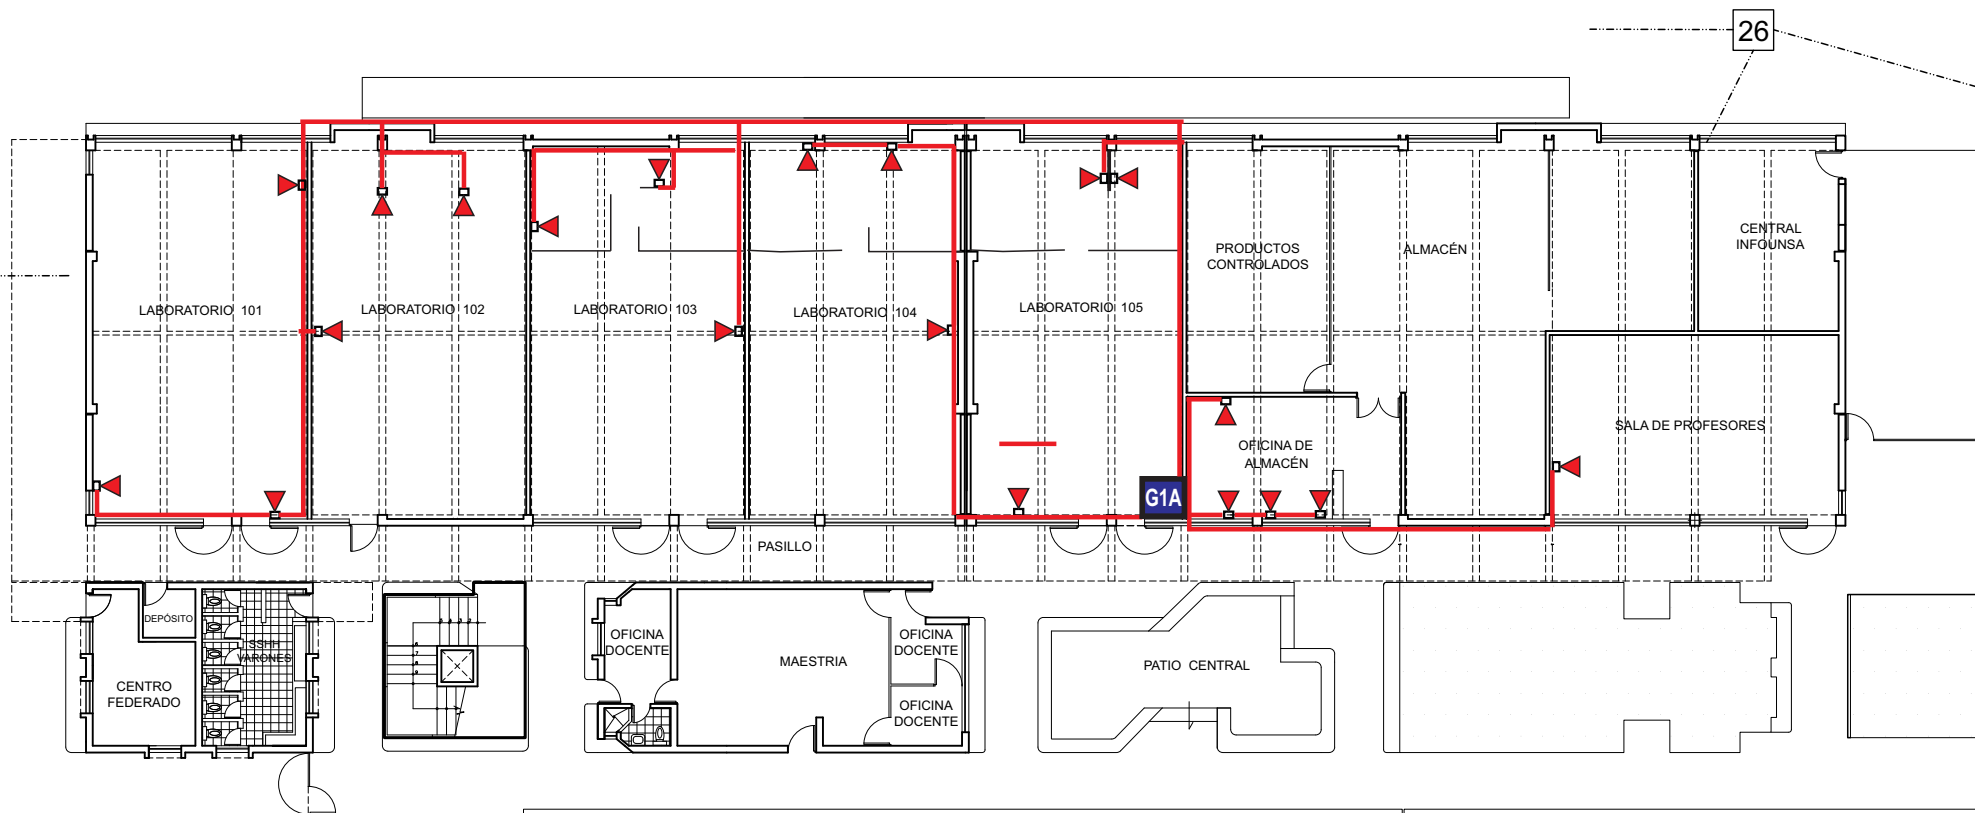 26
PRODUCTOS
CONTROLADOS
ALMACÉN
CENTRAL
INFOUNSA
LABORATORIO 101
LABORATORIO 102
LABORATORIO 103
LABORATORIO 104
LABORATORIO 105
OFICINA DE
ALMACÉN
SALA DE PROFESORES
G1A
PASILLO
DEPÓSITO
SSHH
VARONES
CENTRO
FEDERADO
OFICINA
DOCENTE
MAESTRIA
OFICINA
DOCENTE
OFICINA
DOCENTE
PATIO CENTRAL